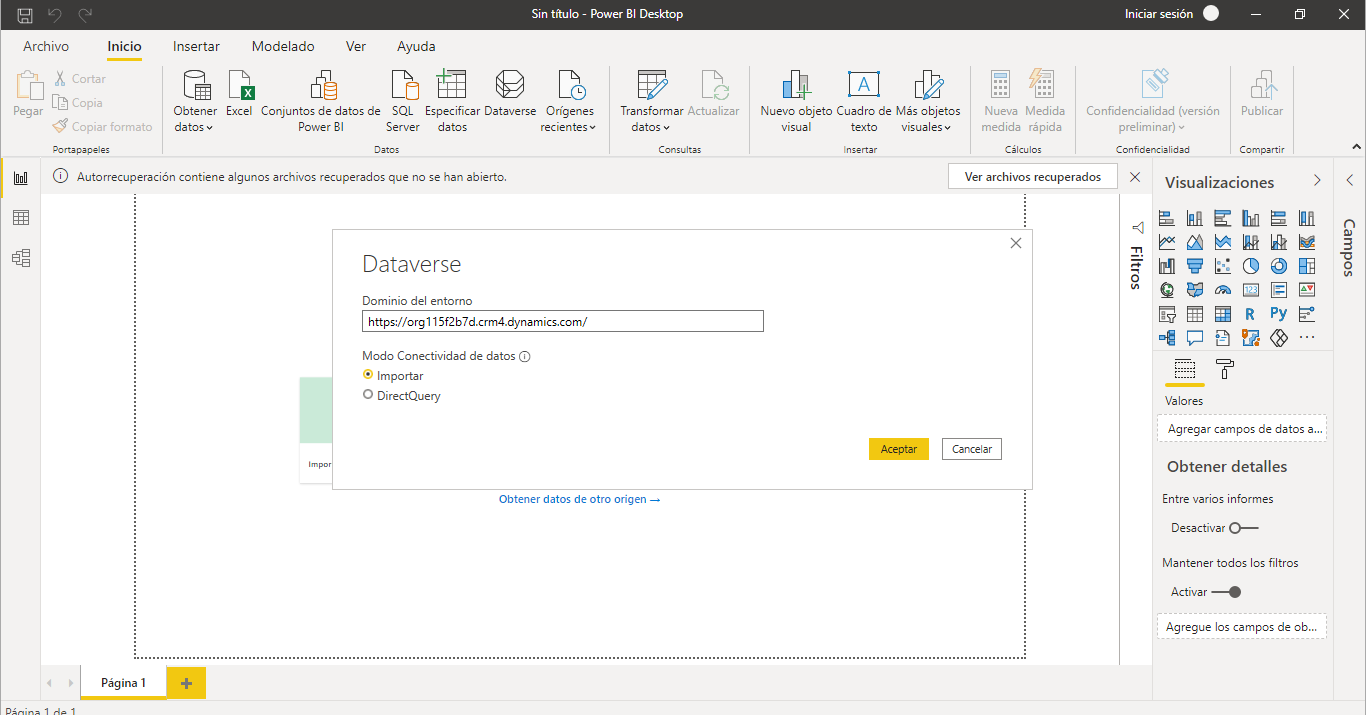 Sin título - Power BI Desktop
Iniciar sesión
Archivo
Inicio
Insertar
Modelado
Ver
Ayuda
Pegar
Cortar
Copia
Copiar formato
Portapapeles
Obtener
datos
Excel
Conjuntos de datos de
Power BI
SQL
Server
Especificar
datos
Dataverse
Orígenes
recientes
Datos
Transformar
datos
Actualizar
Consultas
Nuevo objeto
visual
Cuadro de
texto
Más objetos
visuales
Insertar
Nueva
medida
Medida
rápida
Cálculos
Confidencialidad (versión
preliminar)
Confidencialidad
Publicar
Compartir
Autorrecuperación contiene algunos archivos recuperados que no se han abierto.
Ver archivos recuperados
Dataverse
Dominio del entorno
https://org115f2b7d.crm4.dynamics.com/
Modo Conectividad de datos
Importar
DirectQuery
Aceptar
Cancelar
Impor
Obtener datos de otro origen →
Filtros
Visualizaciones
123
R
Py
...
Valores
Agregar campos de datos a...
Obtener detalles
Entre varios informes
Desactivar
Mantener todos los filtros
Activar
Agregue los campos de ob...
Campos
Página 1
Página 1 de 1